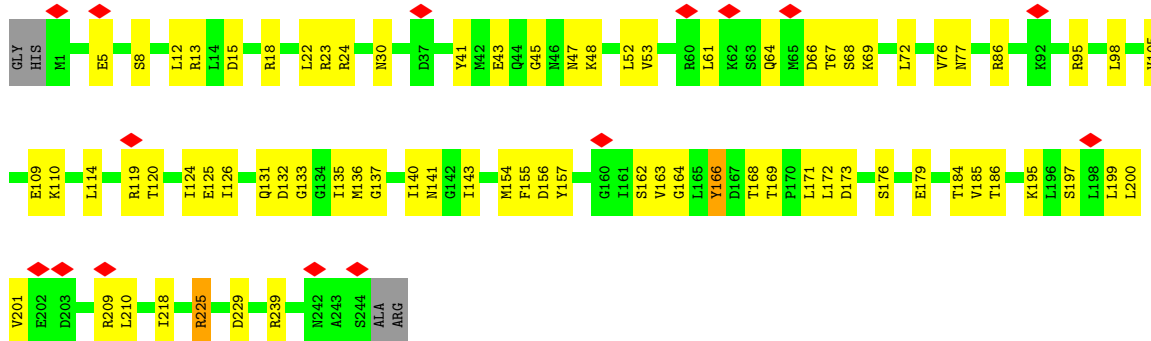 GLY HIS M1 E5 S8 L12 R13 L14 D15 R18 L22 R23 R24 N30 D37 Y41 M42 E43 Q44 G45 N46 N47 K48 L52 V53 R60 L61 K62 S63 Q64 M65 D66 T67 S68 K69 L72 V76 N77 R86 K92 R95 L98 V105
E109 K110 L114 R119 T120 I124 E125 I126 Q131 D132 G133 G134 I135 M136 G137 I140 N141 G142 I143 M154 F155 D156 Y157 G160 I161 S162 V163 G164 L165 Y166 D167 T168 T169 P170 L171 L172 D173 S176 E179 T184 V185 T186 K195 L196 S197 L198 L199 L200
V201 E202 D203 R209 L210 I218 R225 D229 R239 N242 A243 S244 ALA ARG